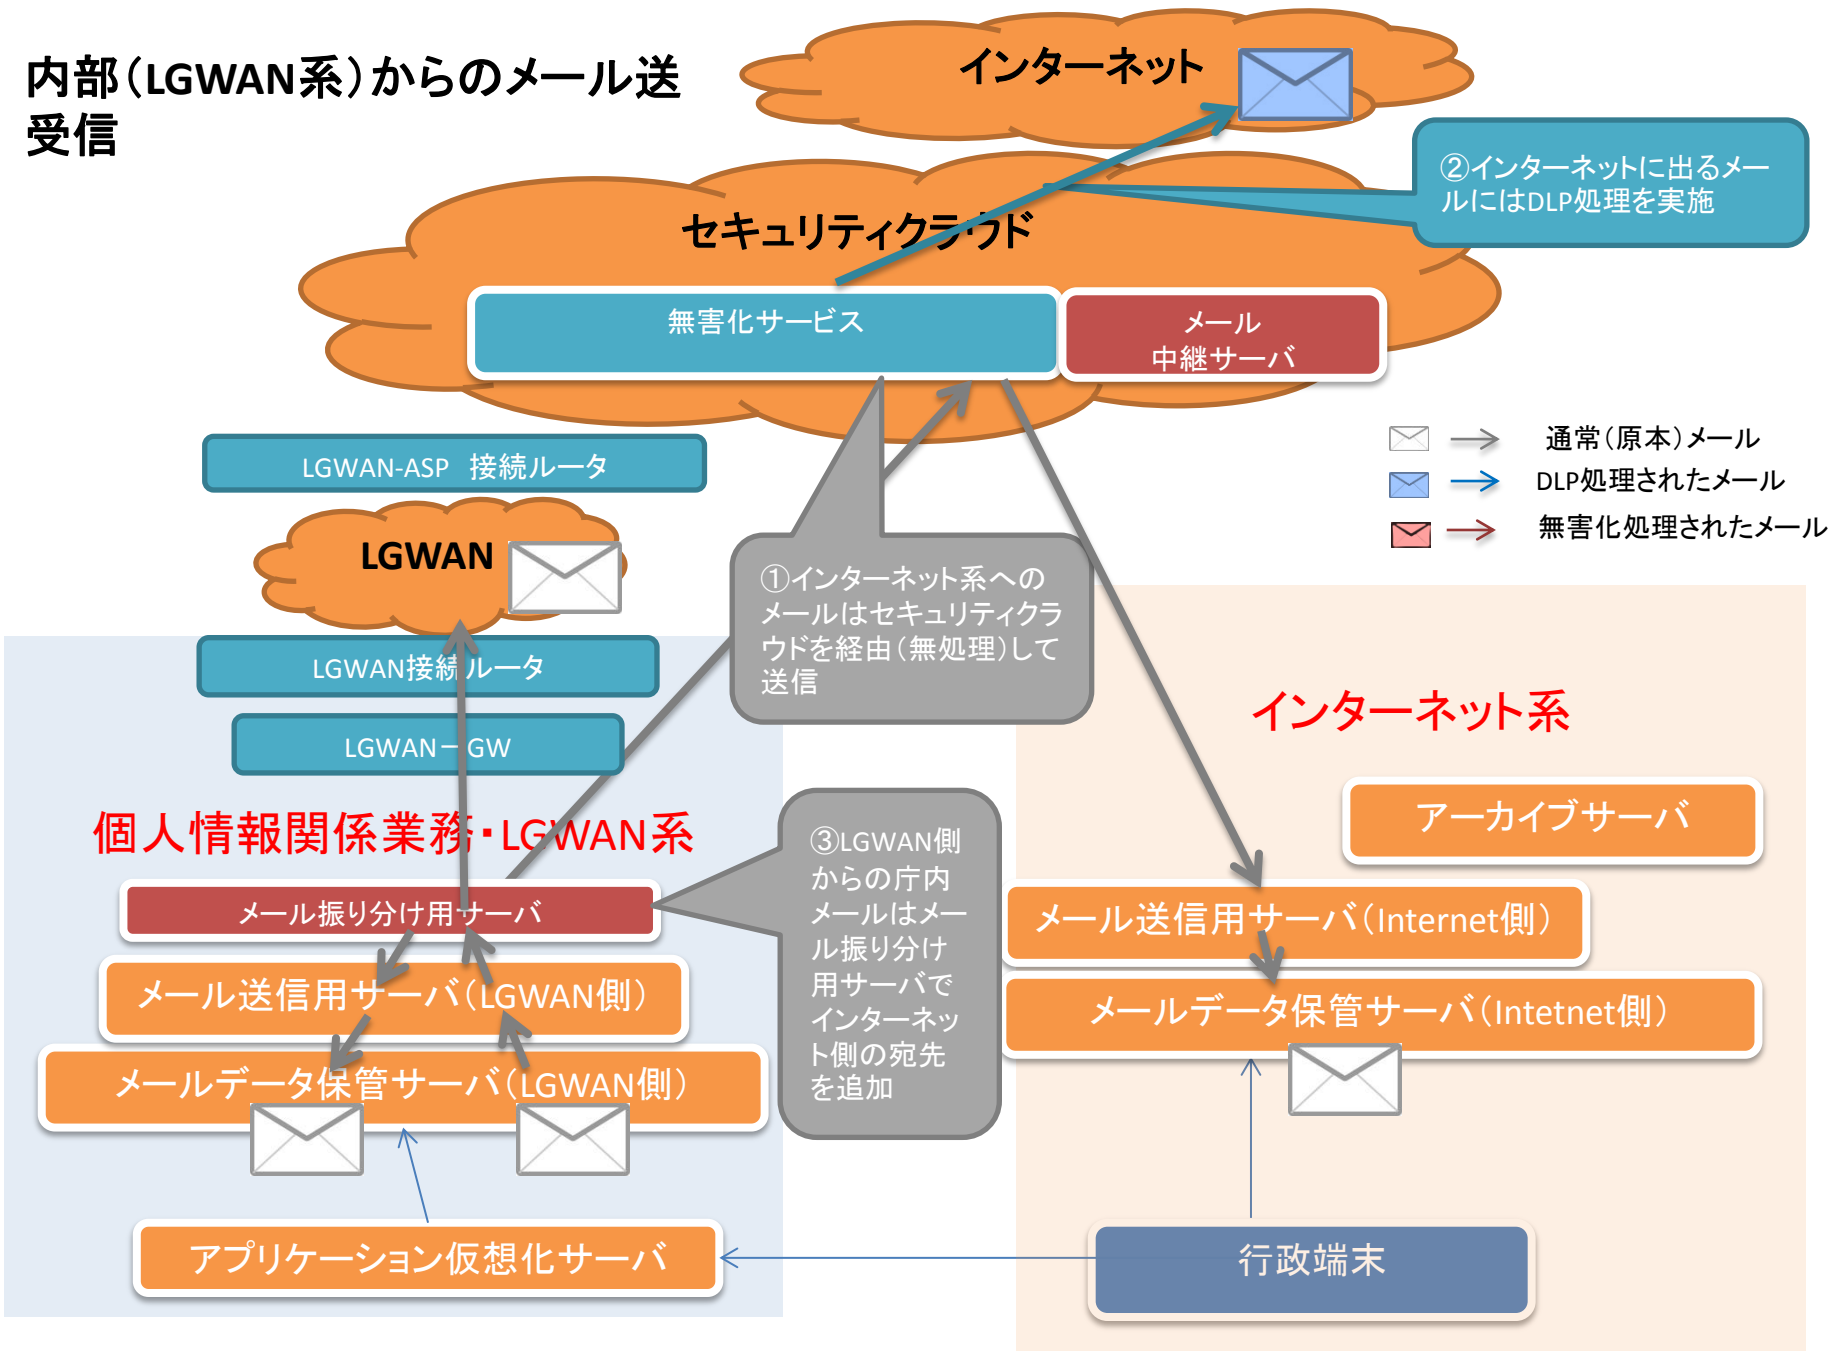 内部（LGWAN系）からのメール送
受信
インターネット
②インターネットに出るメー
ルにはDLP処理を実施
セキュリティクラウド
無害化サービス
メール
中継サーバ
LGWAN-ASP　接続ルータ
通常（原本）メール
DLP処理されたメール
無害化処理されたメール
LGWAN
①インターネット系への
メールはセキュリティクラ
ウドを経由（無処理）して
送信
LGWAN接続ルータ
LGWAN－GW
インターネット系
個人情報関係業務・LGWAN系
アーカイブサーバ
③LGWAN側
からの庁内
メールはメー
ル振り分け
用サーバで
インターネッ
ト側の宛先
を追加
メール振り分け用サーバ
メール送信用サーバ（Internet側）
メール送信用サーバ（LGWAN側）
メールデータ保管サーバ（Intetnet側）
メールデータ保管サーバ（LGWAN側）
アプリケーション仮想化サーバ
行政端末